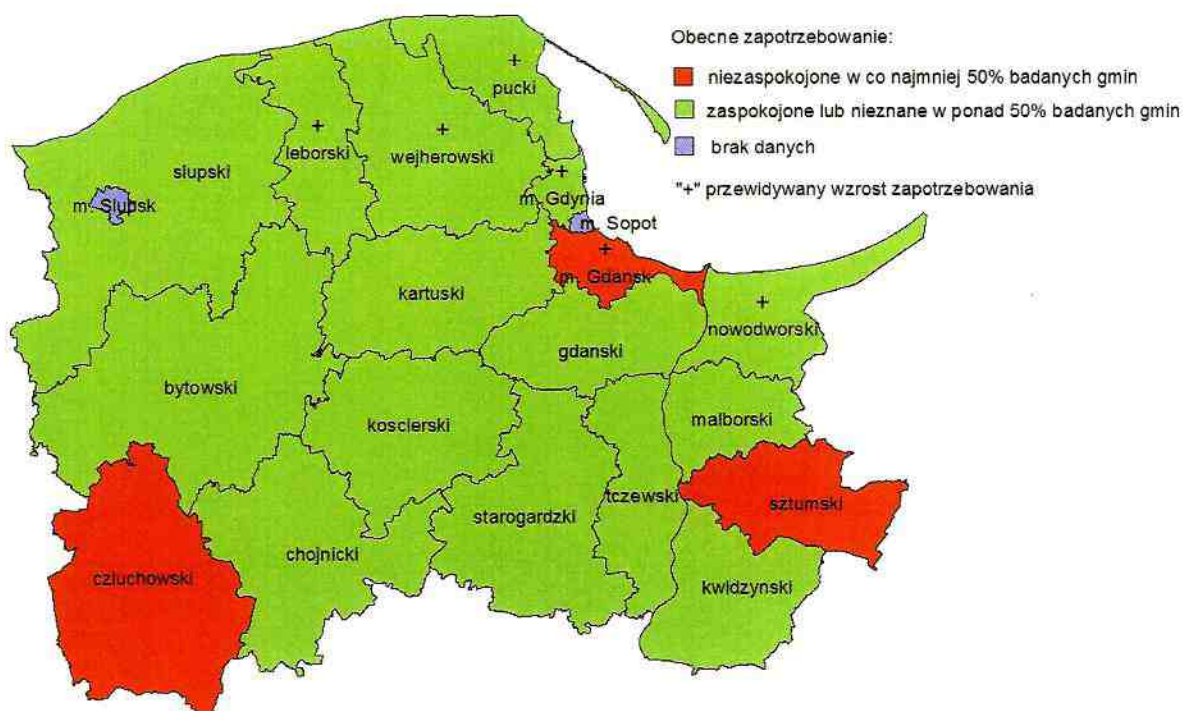 Obecne zapotrzebowanie:
niezaspokojone w co najmniej 50% badanych gmin
zaspokojone lub nieznane w ponad 50% badanych gmin
brak danych
"+" przewidywany wzrost zapotrzebowania
+
pucki
+
leborski
+
wejherowski
slupski
+
m. Gdynia
m. Slupsk
m. Sopot
+
m. Gdansk
kartuski
+
nowodworski
gdanski
bytowski
koscierski
malborski
tczewski
sztumski
starogardzki
chojnicki
czluchowski
kwidzynski